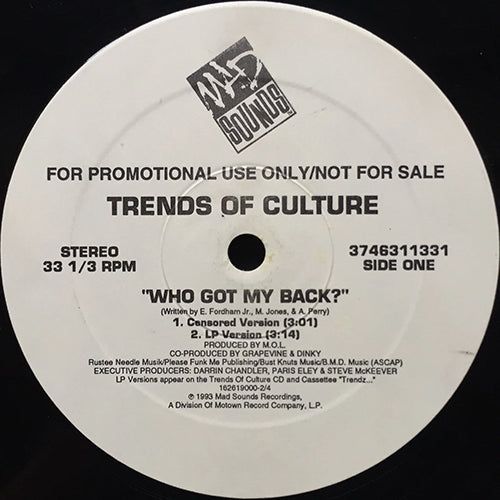 MAD
SOUNDS
FOR PROMOTIONAL USE ONLY/NOT FOR SALE
TRENDS OF CULTURE
STEREO
33 1/3 RPM
3746311331
SIDE ONE
"WHO GOT MY BACK?"
(Written by E. Fordham Jr., M. Jones, & A. Perry)
1. Censored Version (3:01)
2. LP Version (3:14)
PRODUCED BY M.O.L.
CO-PRODUCED BY GRAPEVINE & DINKY
Rustee Needle Musik/Please Funk Me Publishing/Bust Knuts Music/B.M.D. Music (ASCAP)
EXECUTIVE PRODUCERS: DARRIN CHANDLER, PARIS ELEY & STEVE McKEEVER
LP Versions appear on the Trends Of Culture CD and Cassettee "Trendz..."
162619000-2/4
℗ 1993 Mad Sounds Recordings,
A Division Of Motown Record Company, L.P.